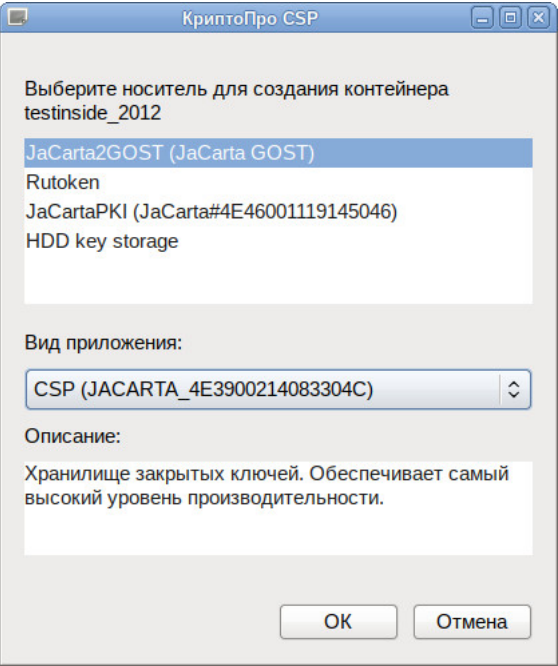 КриптоПро CSP
Выберите носитель для создания контейнера
testinside_2012
JaCarta2GOST (JaCarta GOST)
Rutoken
JaCartaPKI (JaCarta#4E46001119145046)
HDD key storage
Вид приложения:
CSP (JACARTA_4E3900214083304C)
Описание:
Хранилище закрытых ключей. Обеспечивает самый
высокий уровень производительности.
ОК
Отмена